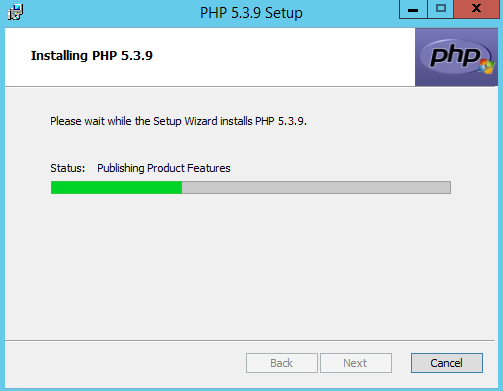 PHP 5.3.9 Setup
x
Installing PHP 5.3.9
php
Please wait while the Setup Wizard installs PHP 5.3.9.
Status: Publishing Product Features
Back Next Cancel